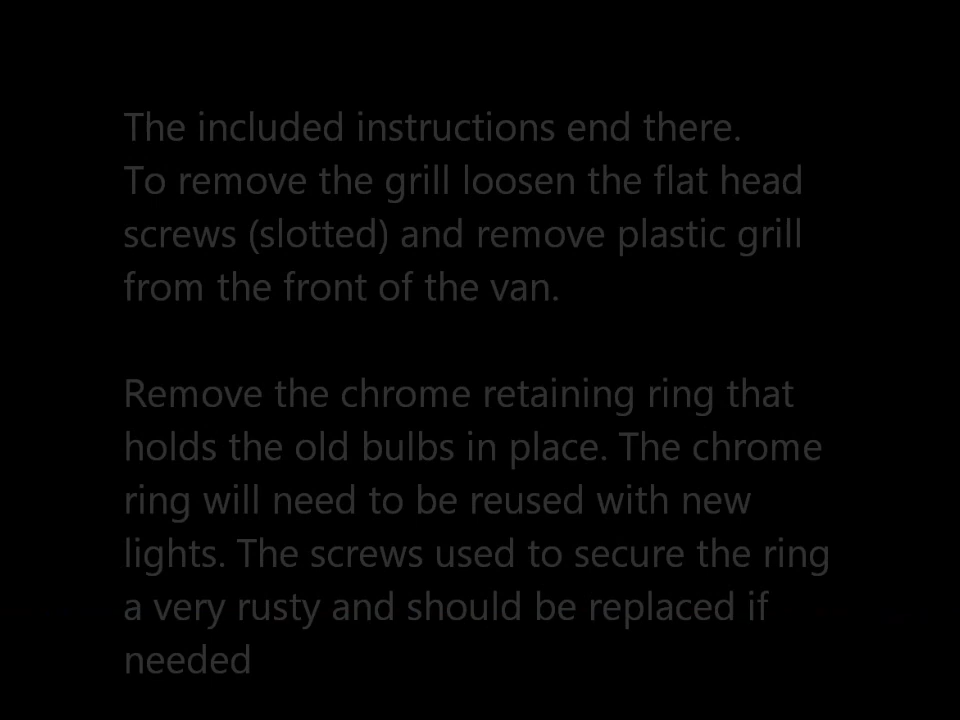 The included instructions end there.
To remove the grill loosen the flat head
screws (slotted) and remove plastic grill
from the front of the van.
Remove the chrome retaining ring that
holds the old bulbs in place. The chrome
ring will need to be reused with new
lights. The screws used to secure the ring
a very rusty and should be replaced if
needed